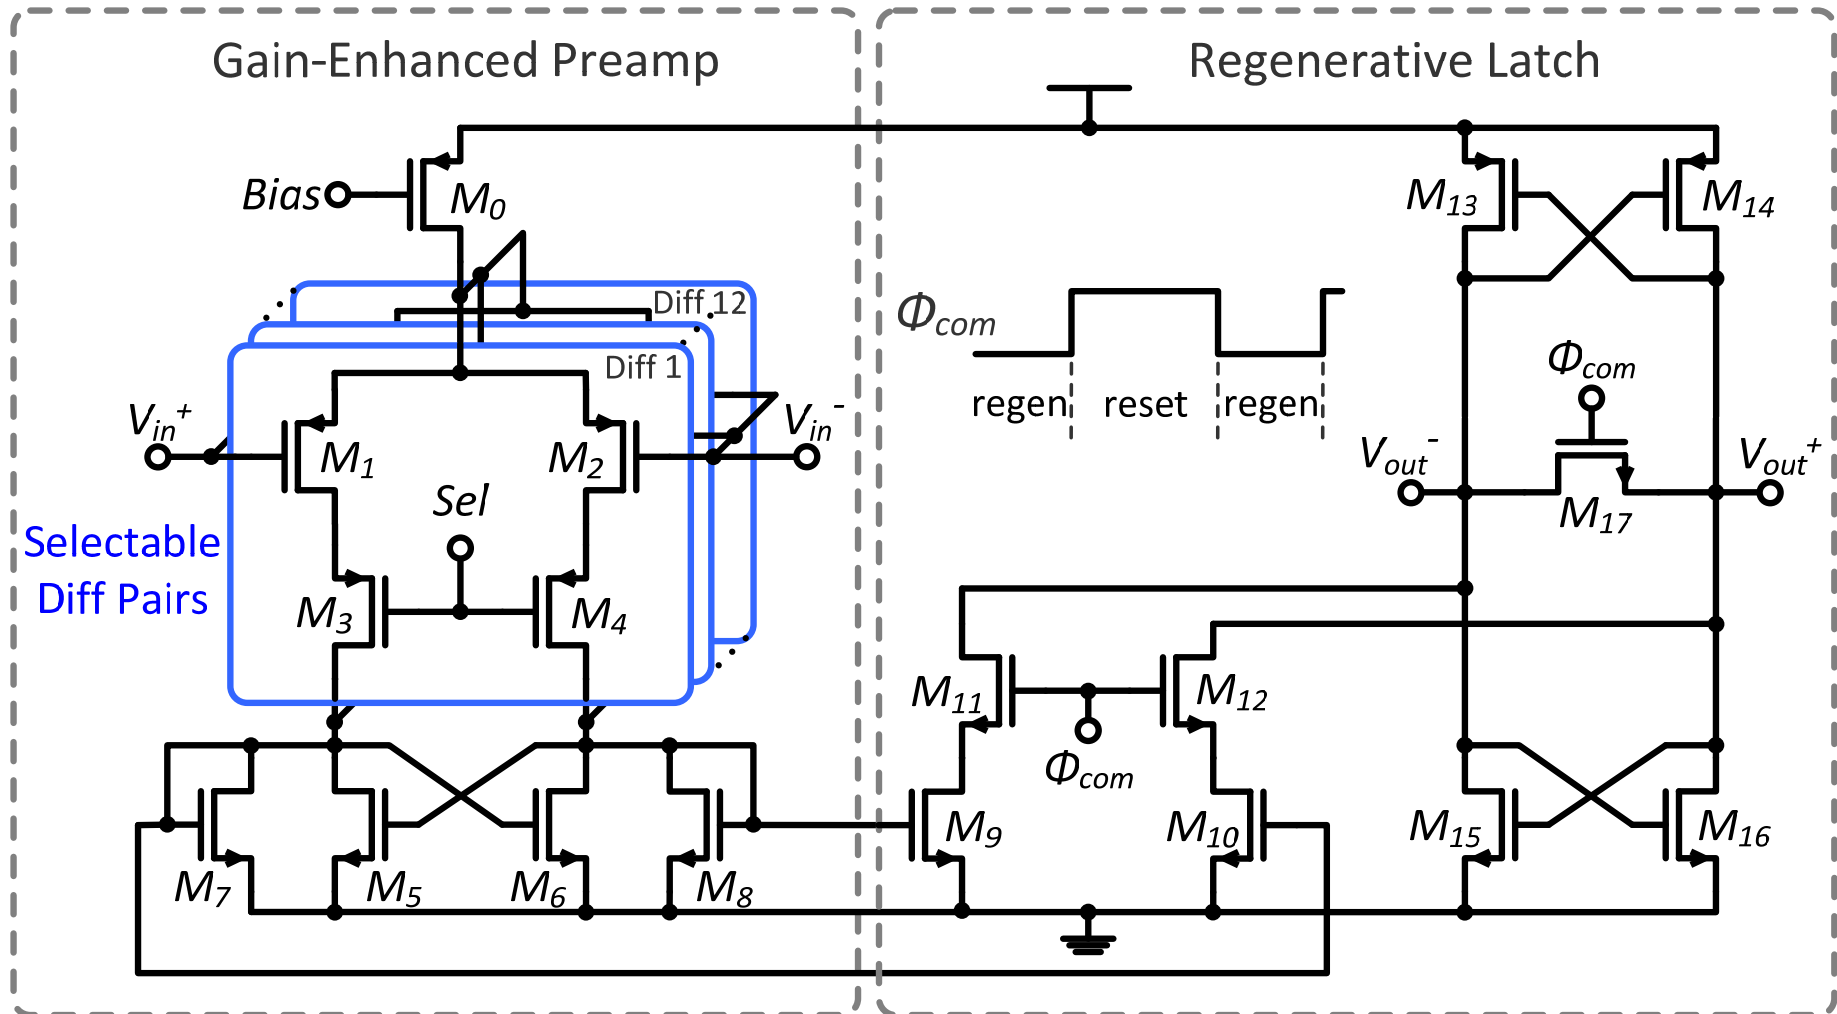 Gain-Enhanced Preamp
Regenerative Latch
Bias
M0
M13
M14
Diff 12
Diff 1
Φcom
regen
reset
regen
Φcom
Vin+
Vin-
M1
M2
Sel
Vout-
Vout+
M17
Selectable
Diff Pairs
M3
M4
M11
M12
Φcom
M9
M10
M15
M16
M7
M5
M6
M8